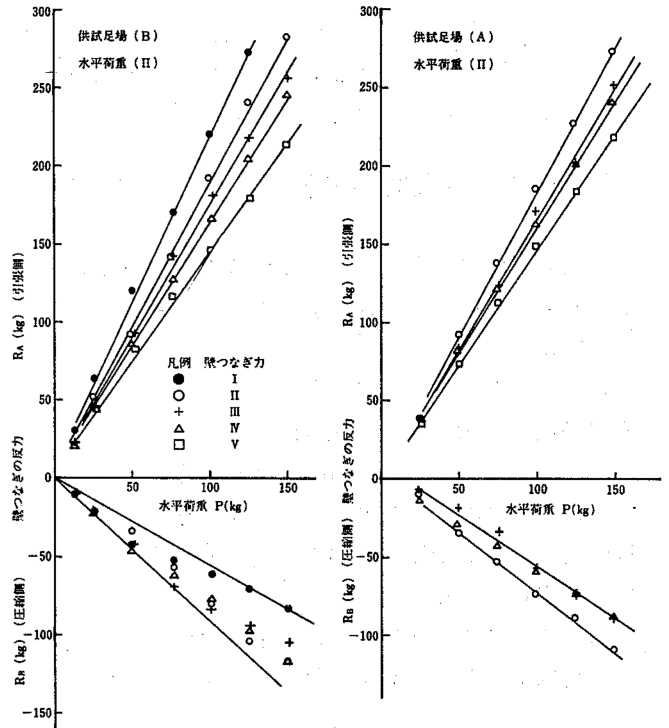 供試足場(B)
水平荷重(II)
300
250
200
150
100
50
0
-50
-100
-150
RA(kg)(引張側)
壁つなぎの反力
RB(kg)(圧縮側)
凡例 壁つなぎ力
● I
○ II
+ III
△ IV
□ V
50 100 150
水平荷重 P(kg)
供試足場(A)
水平荷重(II)
300
250
200
150
100
50
0
-50
-100
RA(kg)(引張側)
壁つなぎの反力
RB(kg)(圧縮側)
50 100 150
水平荷重 P(kg)